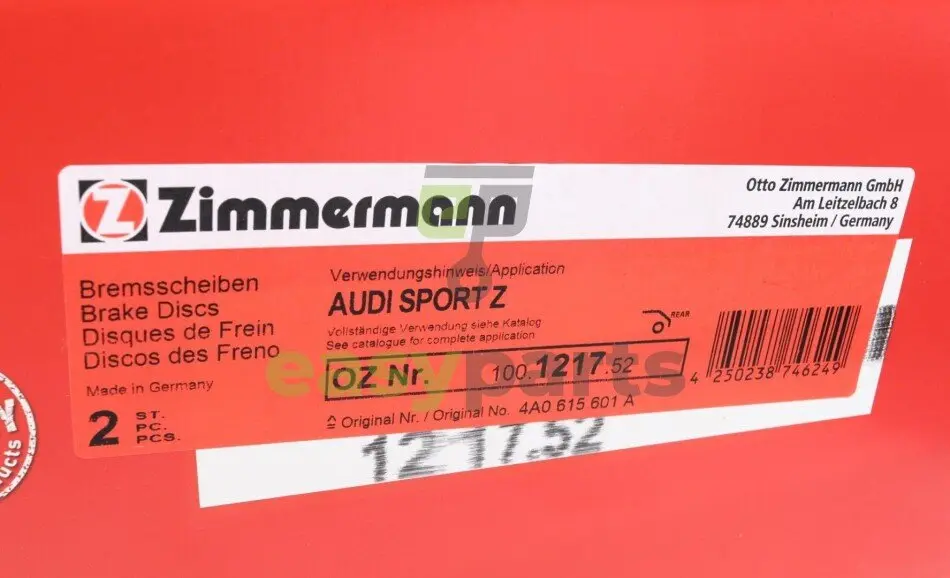 Z Zimmermann
Otto Zimmermann GmbH
Am Leitzelbach 8
74889 Sinsheim / Germany
Bremsscheiben
Brake Discs
Disques de Frein
Discos des Freno
Made in Germany
2 ST.
PC.
PCS.
Verwendungshinweis/Application
AUDI SPORT Z
Vollständige Verwendung siehe Katalog
See catalogue for complete application
REAR
OZ Nr. 100.1217.52
≙ Original Nr. / Original No. 4A0 615 601 A
4 250238 746249
easyparts
1217.52
Y
ucts